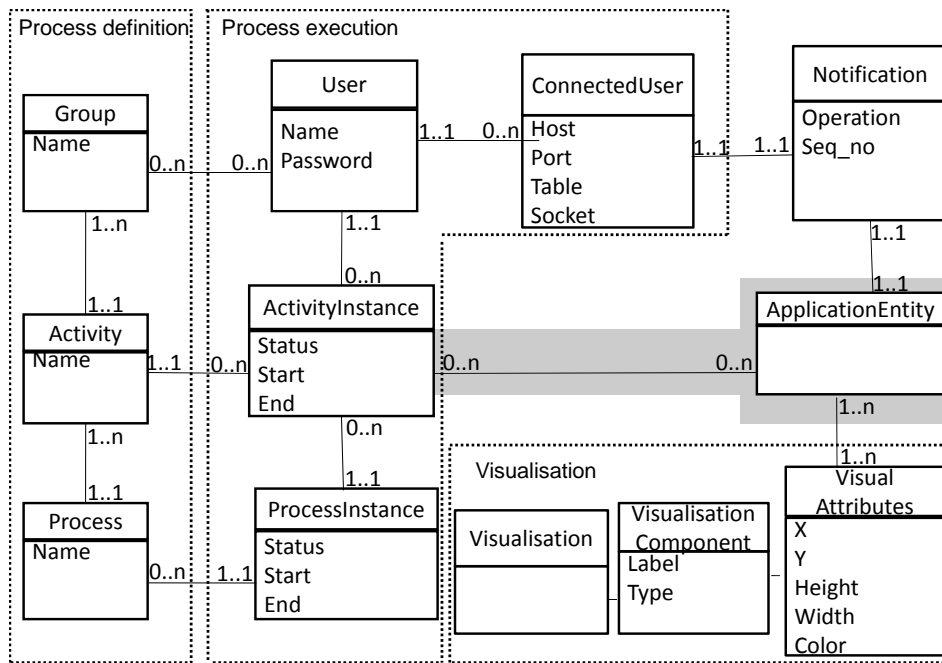 Process definition
Process execution
Group
Name
User
Name
Password
ConnectedUser
Host
Port
Table
Socket
Notification
Operation
Seq_no
0..n
0..n
1..1
0..n
1..1
1..1
1..n
1..1
1..1
0..n
1..1
1..1
Activity
Name
ActivityInstance
Status
Start
End
ApplicationEntity
1..1
0..n
0..n
0..n
1..n
1..1
0..n
1..1
1..n
1..n
Process
Name
ProcessInstance
Status
Start
End
0..n
1..1
Visualisation
Visualisation
Visualisation
Component
Label
Type
Visual
Attributes
X
Y
Height
Width
Color